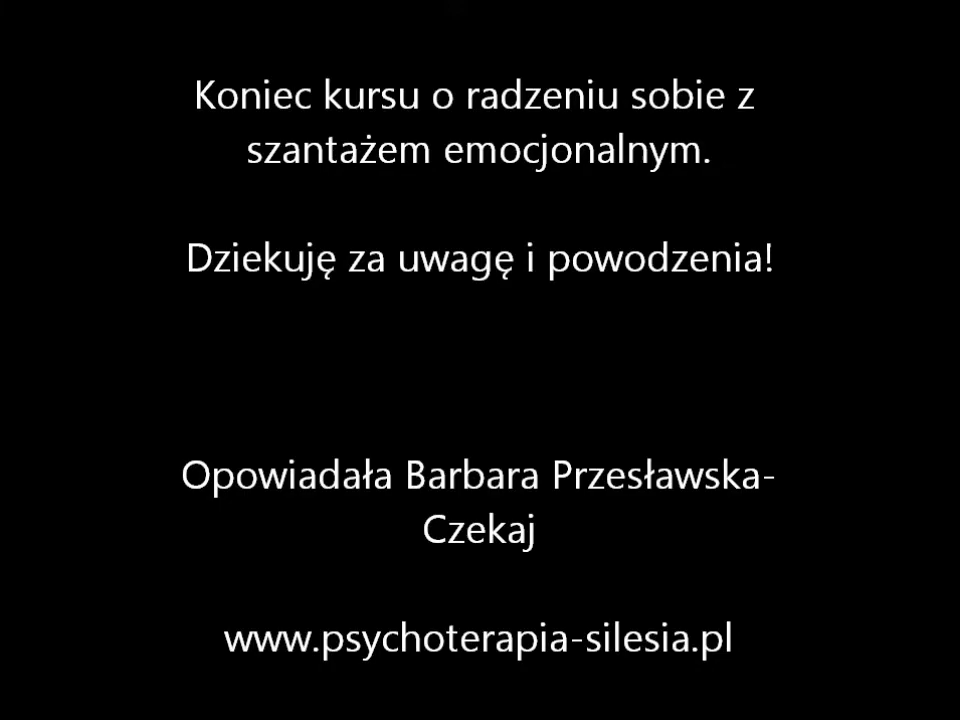 Koniec kursu o radzeniu sobie z
szantażem emocjonalnym.
Dziekuję za uwagę i powodzenia!
Opowiadała Barbara Przesławska-
Czekaj
www.psychoterapia-silesia.pl